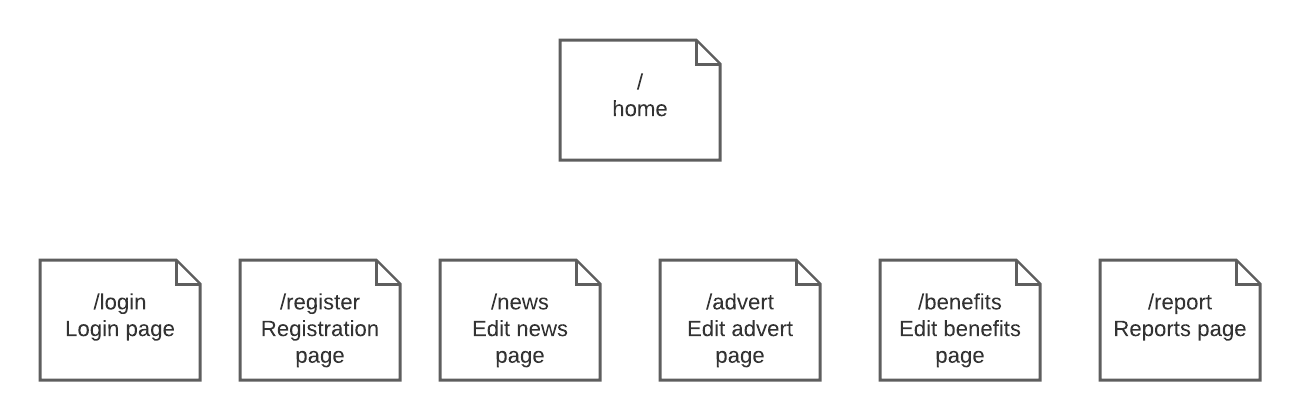 /
home
/login
Login page
/register
Registration
page
/news
Edit news
page
/advert
Edit advert
page
/benefits
Edit benefits
page
/report
Reports page